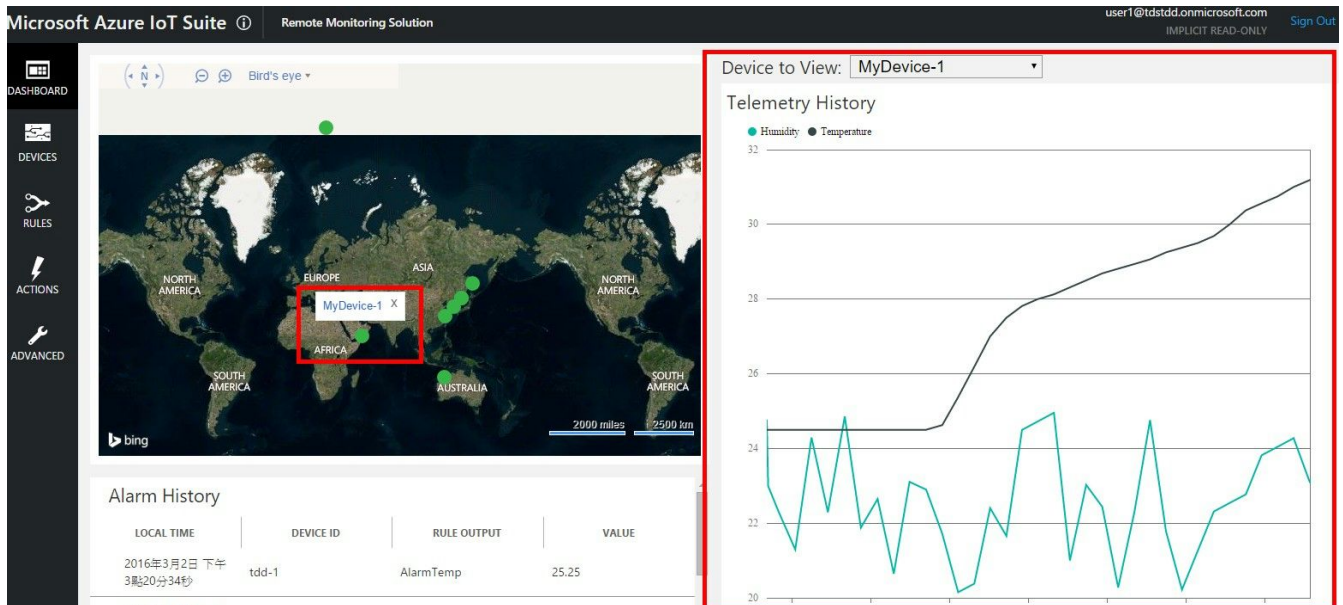 Microsoft Azure IoT Suite
Remote Monitoring Solution
user1@tdstdd.onmicrosoft.com
IMPLICIT READ-ONLY
Sign Out
DASHBOARD
DEVICES
RULES
ACTIONS
ADVANCED
N
Bird's eye
NORTH
AMERICA
EUROPE
ASIA
NORTH
AMERICA
MyDevice-1 X
AFRICA
SOUTH
AMERICA
AUSTRALIA
SOUTH
AMERICA
2000 miles
2500 km
bing
Alarm History
LOCAL TIME DEVICE ID RULE OUTPUT VALUE
2016年3月2日 下午
3點20分34秒
tdd-1 AlarmTemp 25.25
Device to View: MyDevice-1
Telemetry History
Humidity Temperature
32
30
28
26
24
22
20